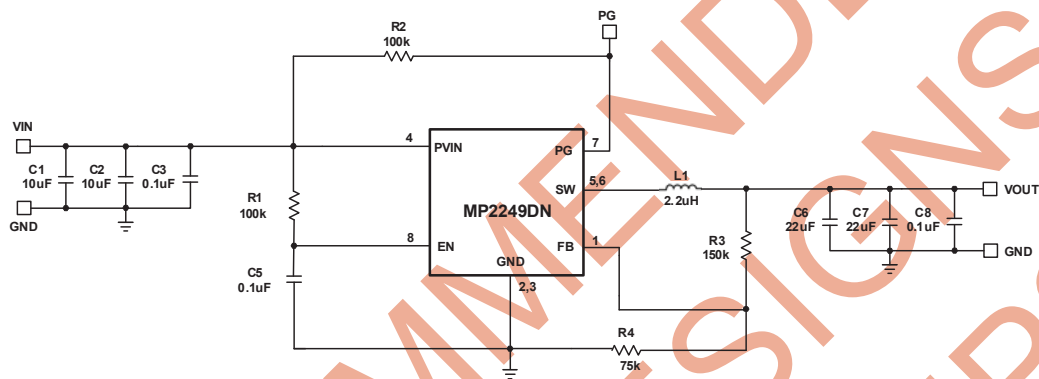 PG
R2
100k
VIN
4
PVIN
7
PG
C1
10uF
C2
10uF
C3
0.1uF
R1
100k
SW
5,6
L1
2.2uH
VOUT
MP2249DN
GND
8
EN
FB
1
R3
150k
C6
22uF
C7
22uF
C8
0.1uF
GND
GND
2,3
C5
0.1uF
R4
75k